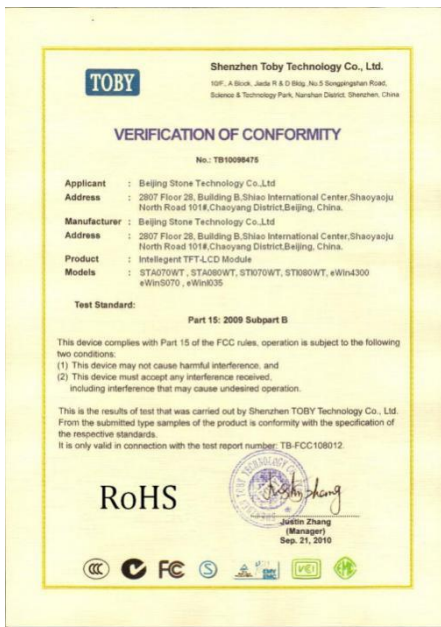 TOBY
Shenzhen Toby Technology Co., Ltd.
10/F., A Block, Jiada R & D Bldg.,No.5 Songpingshan Road,
Science & Technology Park, Nanshan District, Shenzhen, China
VERIFICATION OF CONFORMITY
No.: TB10098475
Applicant : Beijing Stone Technology Co.,Ltd
Address : 2807 Floor 28, Building B,Shiao International Center,Shaoyaoju
North Road 101#,Chaoyang District,Beijing, China.
Manufacturer : Beijing Stone Technology Co.,Ltd
Address : 2807 Floor 28, Building B,Shiao International Center,Shaoyaoju
North Road 101#,Chaoyang District,Beijing, China.
Product : Intellegent TFT-LCD Module
Models : STA070WT , STA080WT, STI070WT, STI080WT, eWin4300
eWinS070 , eWinI035
Test Standard:
Part 15: 2009 Subpart B
This device complies with Part 15 of the FCC rules, operation is subject to the following
two conditions:
(1) This device may not cause harmful interference, and
(2) This device must accept any interference received,
including interference that may cause undesired operation.
This is the results of test that was carried out by Shenzhen TOBY Technology Co., Ltd.
From the submitted type samples of the product is conformity with the specification of
the respective standards.
It is only valid in connection with the test report number: TB-FCC108012
RoHS
Justin Zhang
Justin Zhang
(Manager)
Sep. 21, 2010
CCC
FC
S
VCI